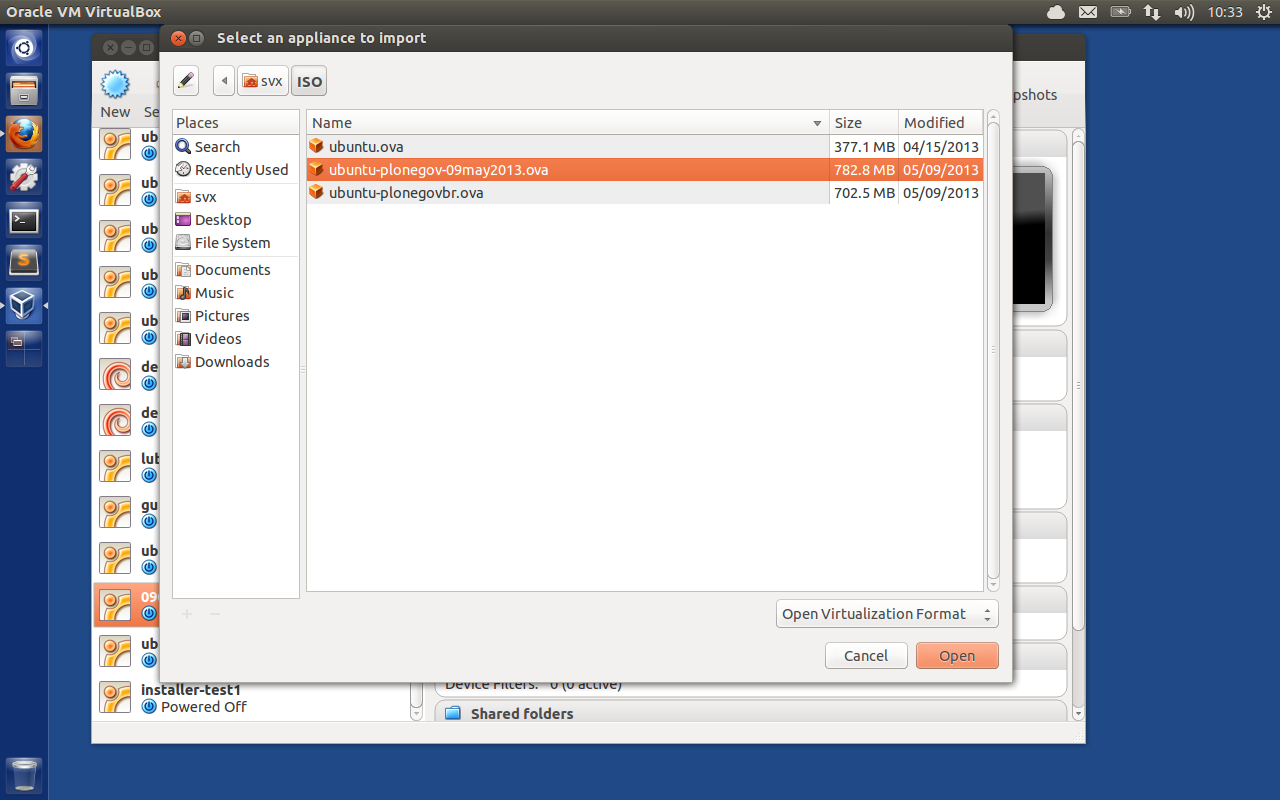 Oracle VM VirtualBox
10:33
Select an appliance to import
svx
ISO
New
Se
pshots
Places
Search
Recently Used
svx
Desktop
File System
Documents
Music
Pictures
Videos
Downloads
Name Size Modified
ubuntu.ova 377.1 MB 04/15/2013
ubuntu-plonegov-09may2013.ova 782.8 MB 05/09/2013
ubuntu-plonegovbr.ova 702.5 MB 05/09/2013
Open Virtualization Format
Cancel
Open
ub
ub
ub
ub
ub
de
de
lub
gu
ub
09
ub
installer-test1
Powered Off
Device Filters: 0 (0 active)
Shared folders